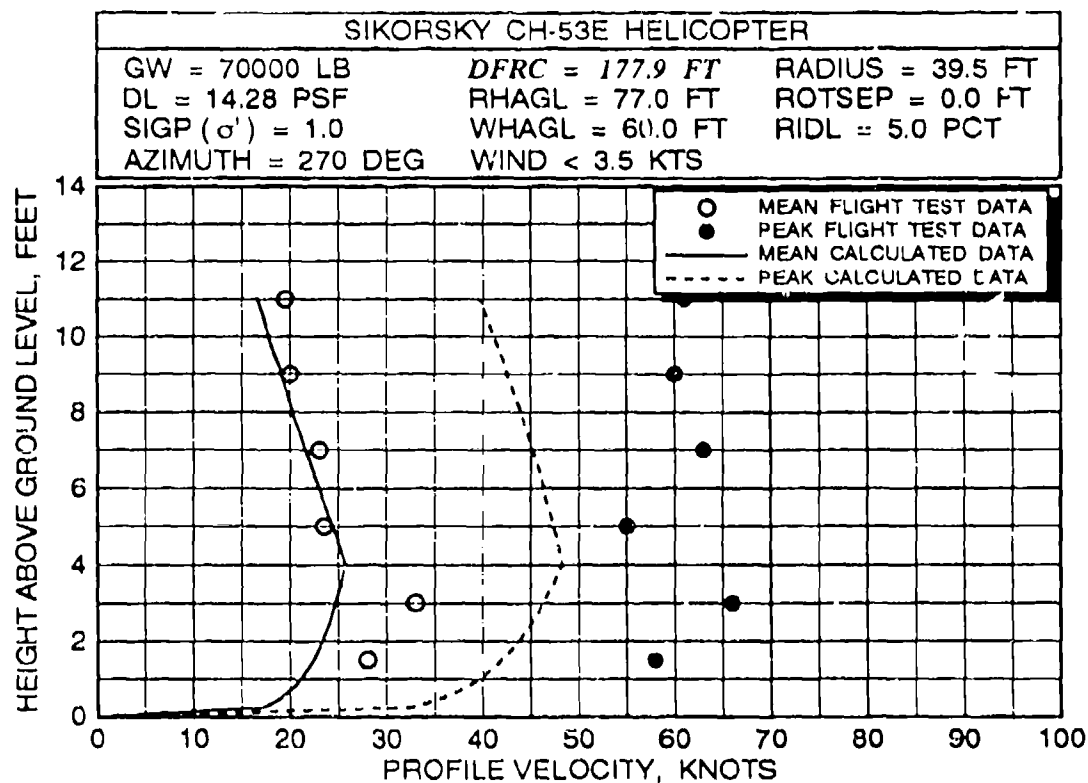 SIKORSKY CH-53E HELICOPTER
GW = 70000 LB DFRC = 177.9 FT RADIUS = 39.5 FT
DL = 14.28 PSF RHAGL = 77.0 FT ROTSEP = 0.0 FT
SIGP (σ') = 1.0 WHAGL = 60.0 FT RIDL = 5.0 PCT
AZIMUTH = 270 DEG WIND < 3.5 KTS
HEIGHT ABOVE GROUND LEVEL, FEET
14
12
10
8
6
4
2
0
MEAN FLIGHT TEST DATA
PEAK FLIGHT TEST DATA
MEAN CALCULATED DATA
PEAK CALCULATED DATA
0 10 20 30 40 50 60 70 80 90 100
PROFILE VELOCITY, KNOTS